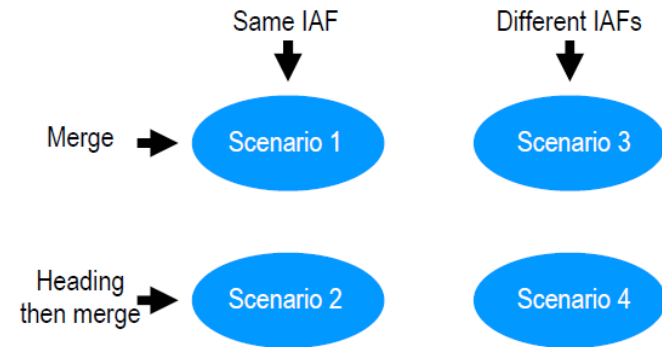 Same IAF
Different IAFs
Merge
Scenario 1
Scenario 3
Heading
then merge
Scenario 2
Scenario 4